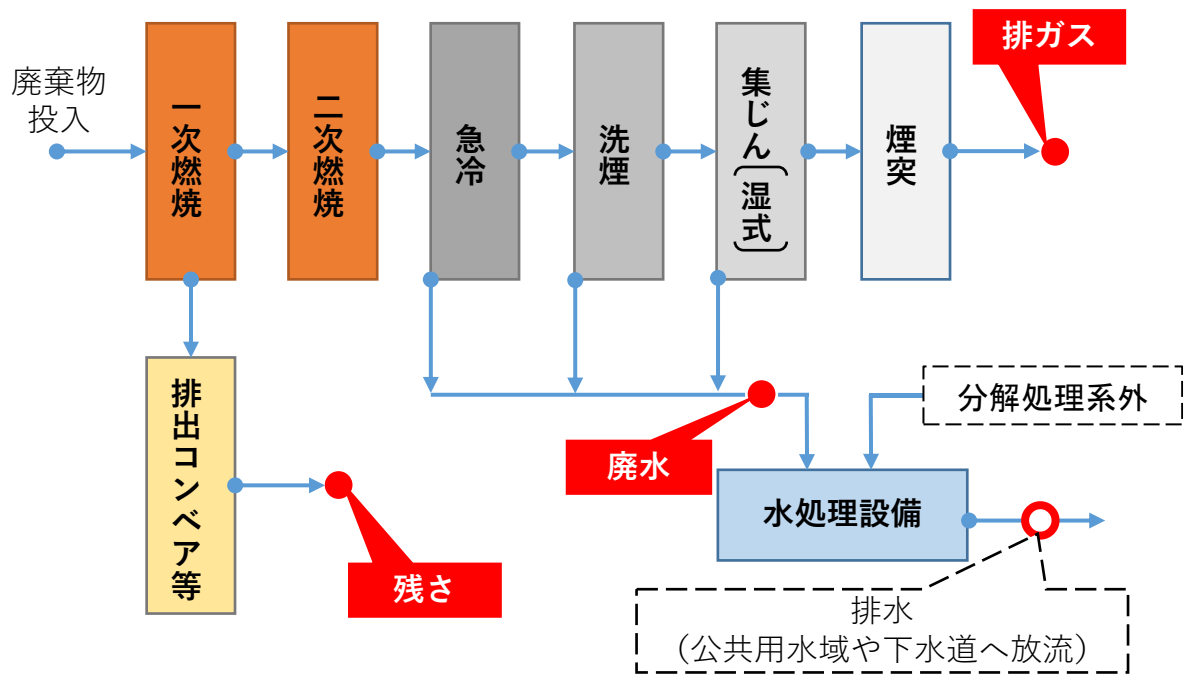 廃棄物
投入
一次燃焼
二次燃焼
急冷
洗煙
集じん（湿式）
煙突
排ガス
排出コンベア等
残さ
廃水
分解処理系外
水処理設備
排水
（公共用水域や下水道へ放流）